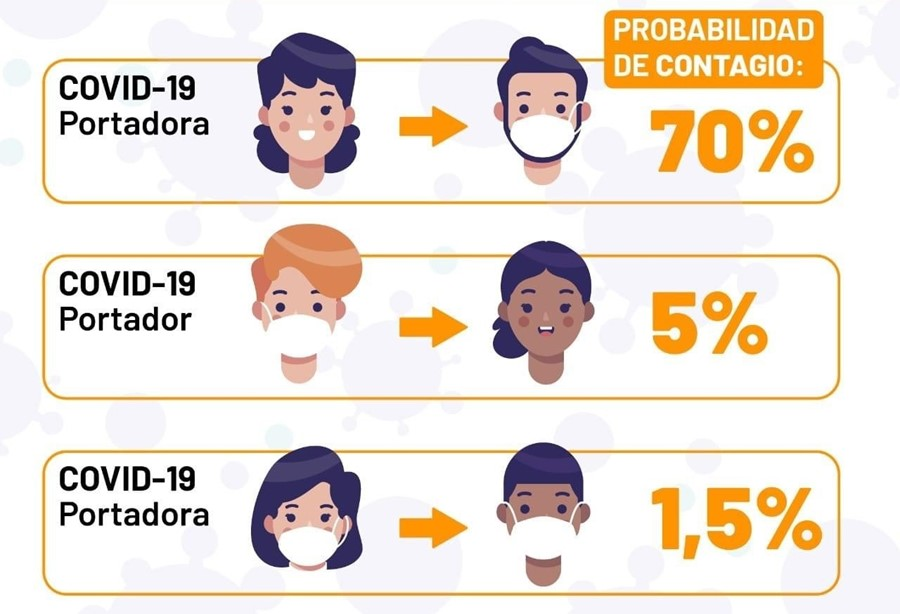 PROBABILIDAD
DE CONTAGIO:
COVID-19
Portadora
70%
COVID-19
Portador
5%
COVID-19
Portadora
1,5%